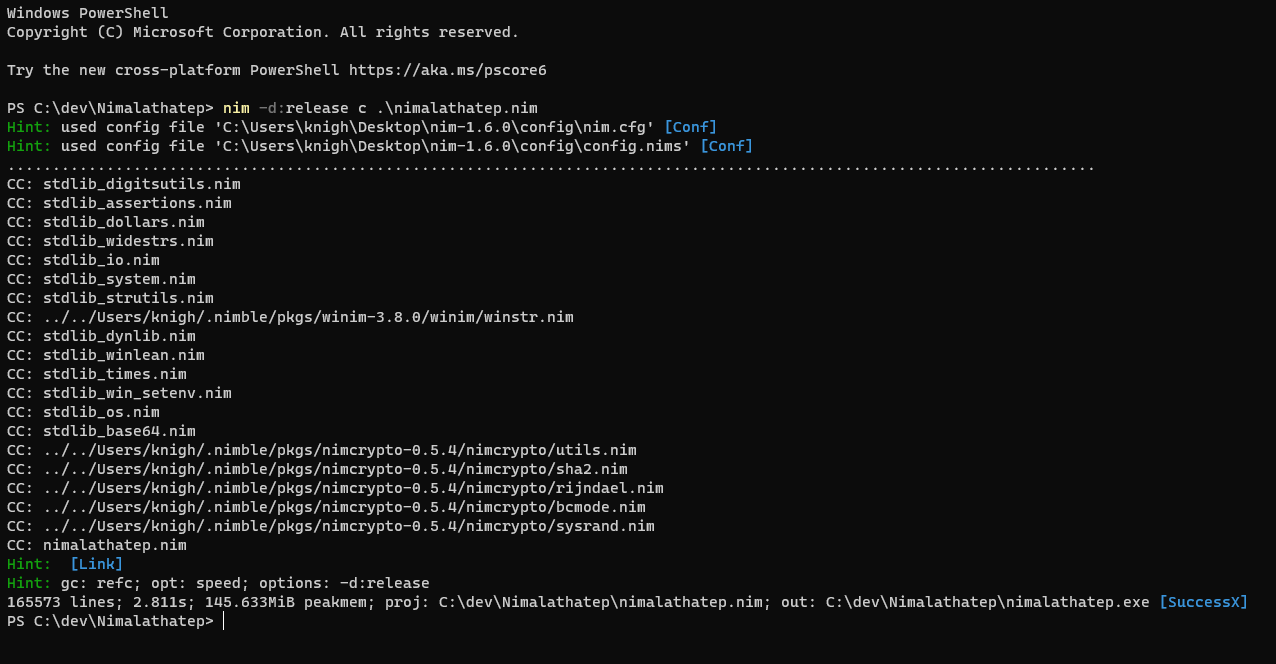 Windows PowerShell
Copyright (C) Microsoft Corporation. All rights reserved.
Try the new cross-platform PowerShell https://aka.ms/pscore6
PS C:\dev\Nimalathatep> nim -d:release c .\nimalathatep.nim
Hint: used config file 'C:\Users\knigh\Desktop\nim-1.6.0\config\nim.cfg' [Conf]
Hint: used config file 'C:\Users\knigh\Desktop\nim-1.6.0\config\config.nims' [Conf]
.........................................................................................................................
CC: stdlib_digitsutils.nim
CC: stdlib_assertions.nim
CC: stdlib_dollars.nim
CC: stdlib_widestrs.nim
CC: stdlib_io.nim
CC: stdlib_system.nim
CC: stdlib_strutils.nim
CC: ../../Users/knigh/.nimble/pkgs/winim-3.8.0/winim/winstr.nim
CC: stdlib_dynlib.nim
CC: stdlib_winlean.nim
CC: stdlib_times.nim
CC: stdlib_win_setenv.nim
CC: stdlib_os.nim
CC: stdlib_base64.nim
CC: ../../Users/knigh/.nimble/pkgs/nimcrypto-0.5.4/nimcrypto/utils.nim
CC: ../../Users/knigh/.nimble/pkgs/nimcrypto-0.5.4/nimcrypto/sha2.nim
CC: ../../Users/knigh/.nimble/pkgs/nimcrypto-0.5.4/nimcrypto/rijndael.nim
CC: ../../Users/knigh/.nimble/pkgs/nimcrypto-0.5.4/nimcrypto/bcmode.nim
CC: ../../Users/knigh/.nimble/pkgs/nimcrypto-0.5.4/nimcrypto/sysrand.nim
CC: nimalathatep.nim
Hint:  [Link]
Hint: gc: refc; opt: speed; options: -d:release
165573 lines; 2.811s; 145.633MiB peakmem; proj: C:\dev\Nimalathatep\nimalathatep.nim; out: C:\dev\Nimalathatep\nimalathatep.exe [SuccessX]
PS C:\dev\Nimalathatep>